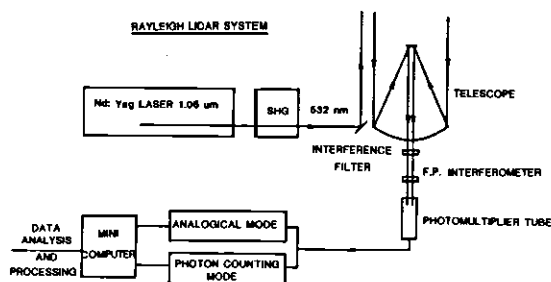 RAYLEIGH LIDAR SYSTEM
Nd: Yag LASER 1.06 um
SHG
532 nm
TELESCOPE
INTERFERENCE
FILTER
F.P. INTERFEROMETER
PHOTOMULTIPLIER TUBE
DATA
ANALYSIS
AND
PROCESSING
MINI
COMPUTER
ANALOGICAL MODE
PHOTON COUNTING
MODE